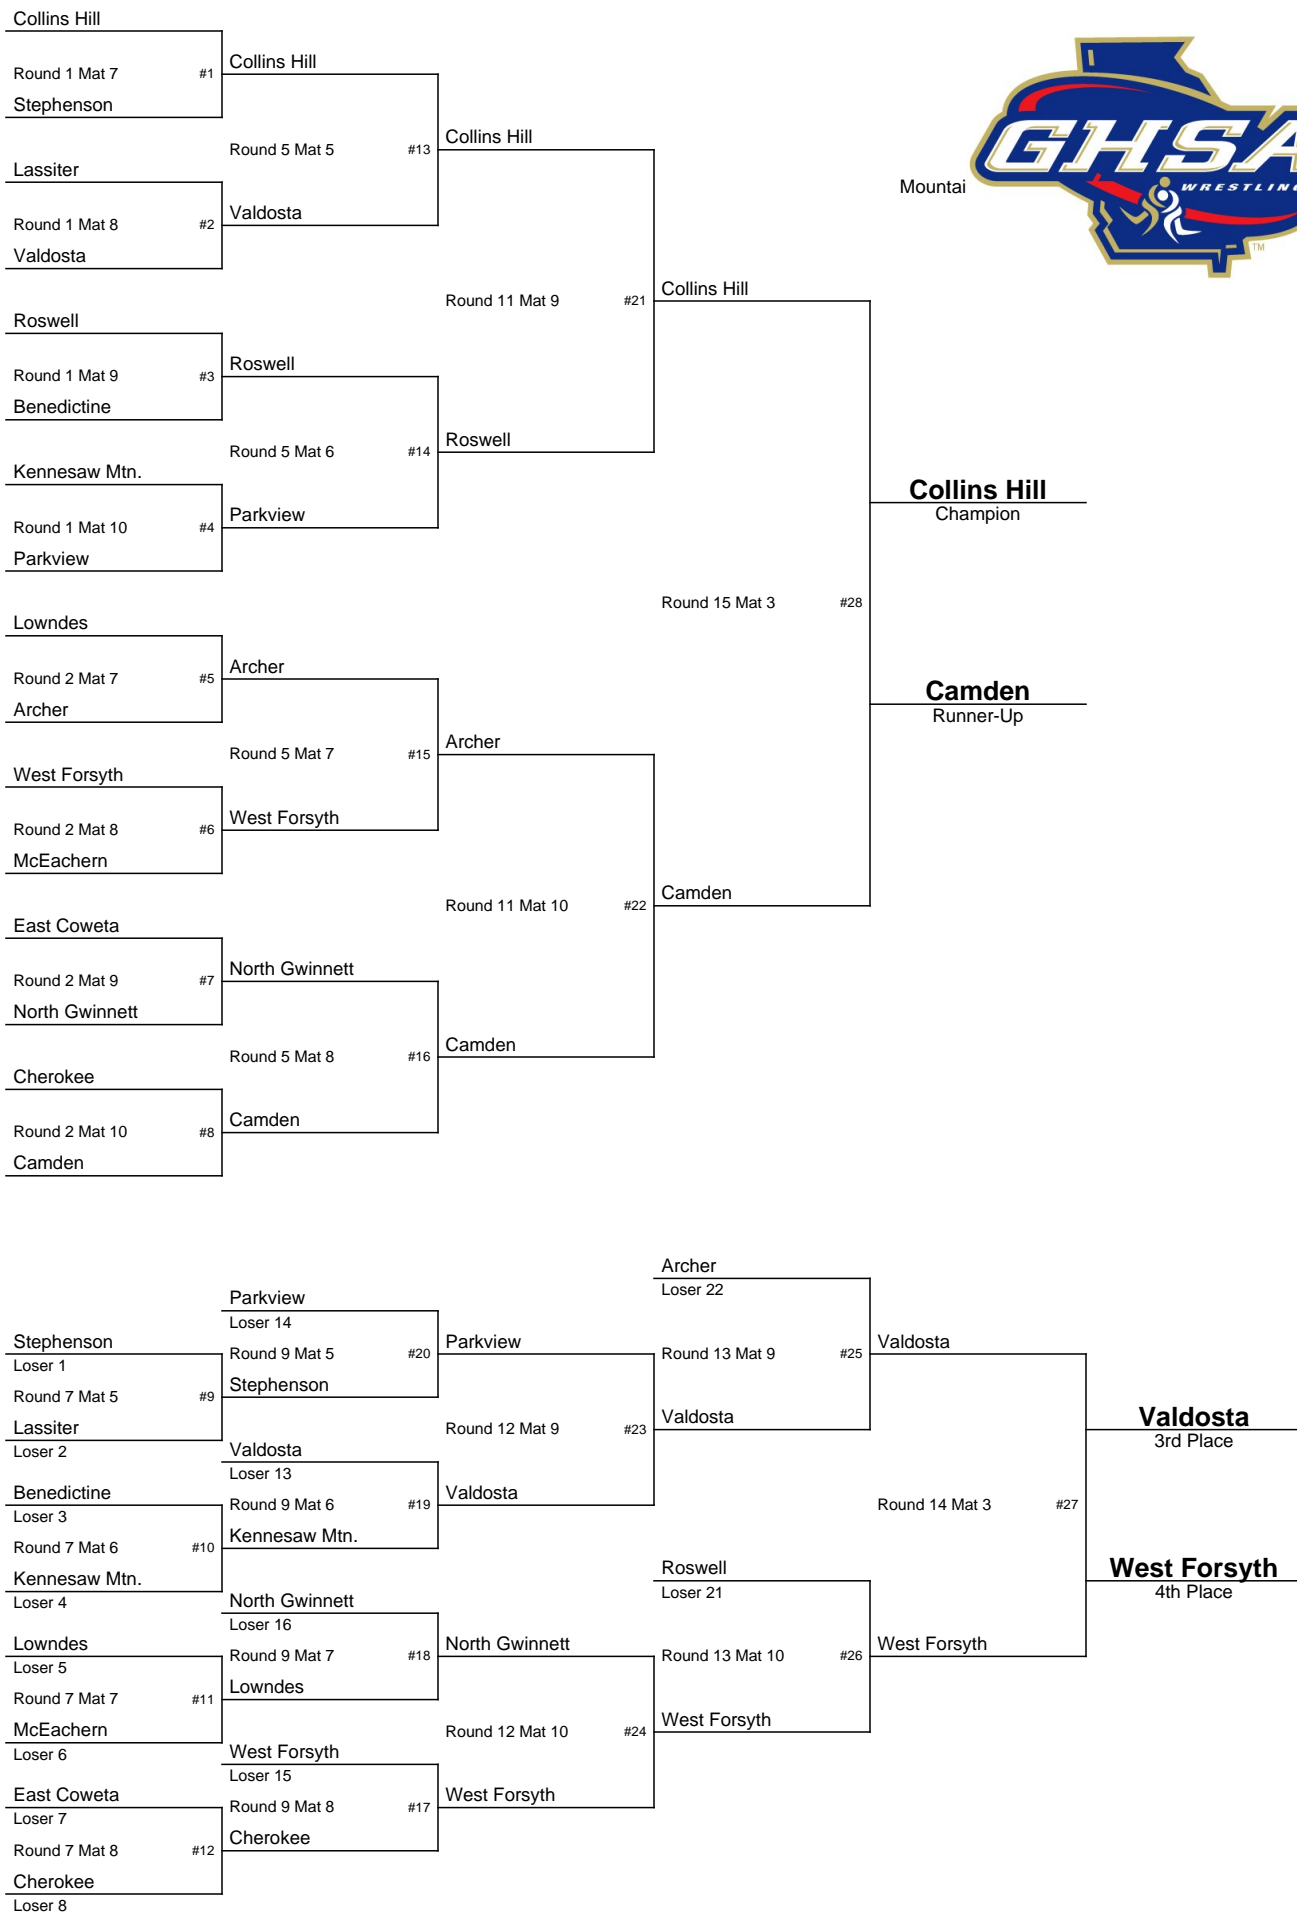 Collins Hill
Round 1 Mat 7 #1
Stephenson
Collins Hill
Lassiter
Round 1 Mat 8 #2
Valdosta
Valdosta
Round 5 Mat 5 #13
Collins Hill
Roswell
Round 1 Mat 9 #3
Benedictine
Roswell
Kennesaw Mtn.
Round 1 Mat 10 #4
Parkview
Parkview
Round 5 Mat 6 #14
Roswell
Round 11 Mat 9 #21
Collins Hill
Mountai
GHSA
WRESTLING
TM
Lowndes
Round 2 Mat 7 #5
Archer
Archer
West Forsyth
Round 2 Mat 8 #6
McEachern
West Forsyth
Round 5 Mat 7 #15
Archer
East Coweta
Round 2 Mat 9 #7
North Gwinnett
North Gwinnett
Cherokee
Round 2 Mat 10 #8
Camden
Camden
Round 5 Mat 8 #16
Camden
Round 11 Mat 10 #22
Camden
Round 15 Mat 3 #28
Collins Hill
Champion
Camden
Runner-Up
Stephenson
Loser 1
Round 7 Mat 5 #9
Lassiter
Loser 2
Parkview
Loser 14
Round 9 Mat 5 #20
Stephenson
Parkview
Benedictine
Loser 3
Round 7 Mat 6 #10
Kennesaw Mtn.
Loser 4
Valdosta
Loser 13
Round 9 Mat 6 #19
Kennesaw Mtn.
Valdosta
Round 12 Mat 9 #23
Archer
Loser 22
Round 13 Mat 9 #25
Valdosta
Valdosta
Lowndes
Loser 5
Round 7 Mat 7 #11
McEachern
Loser 6
North Gwinnett
Loser 16
Round 9 Mat 7 #18
Lowndes
North Gwinnett
East Coweta
Loser 7
Round 7 Mat 8 #12
Cherokee
Loser 8
West Forsyth
Loser 15
Round 9 Mat 8 #17
Cherokee
West Forsyth
Round 12 Mat 10 #24
Roswell
Loser 21
Round 13 Mat 10 #26
West Forsyth
West Forsyth
Round 14 Mat 3 #27
Valdosta
3rd Place
West Forsyth
4th Place